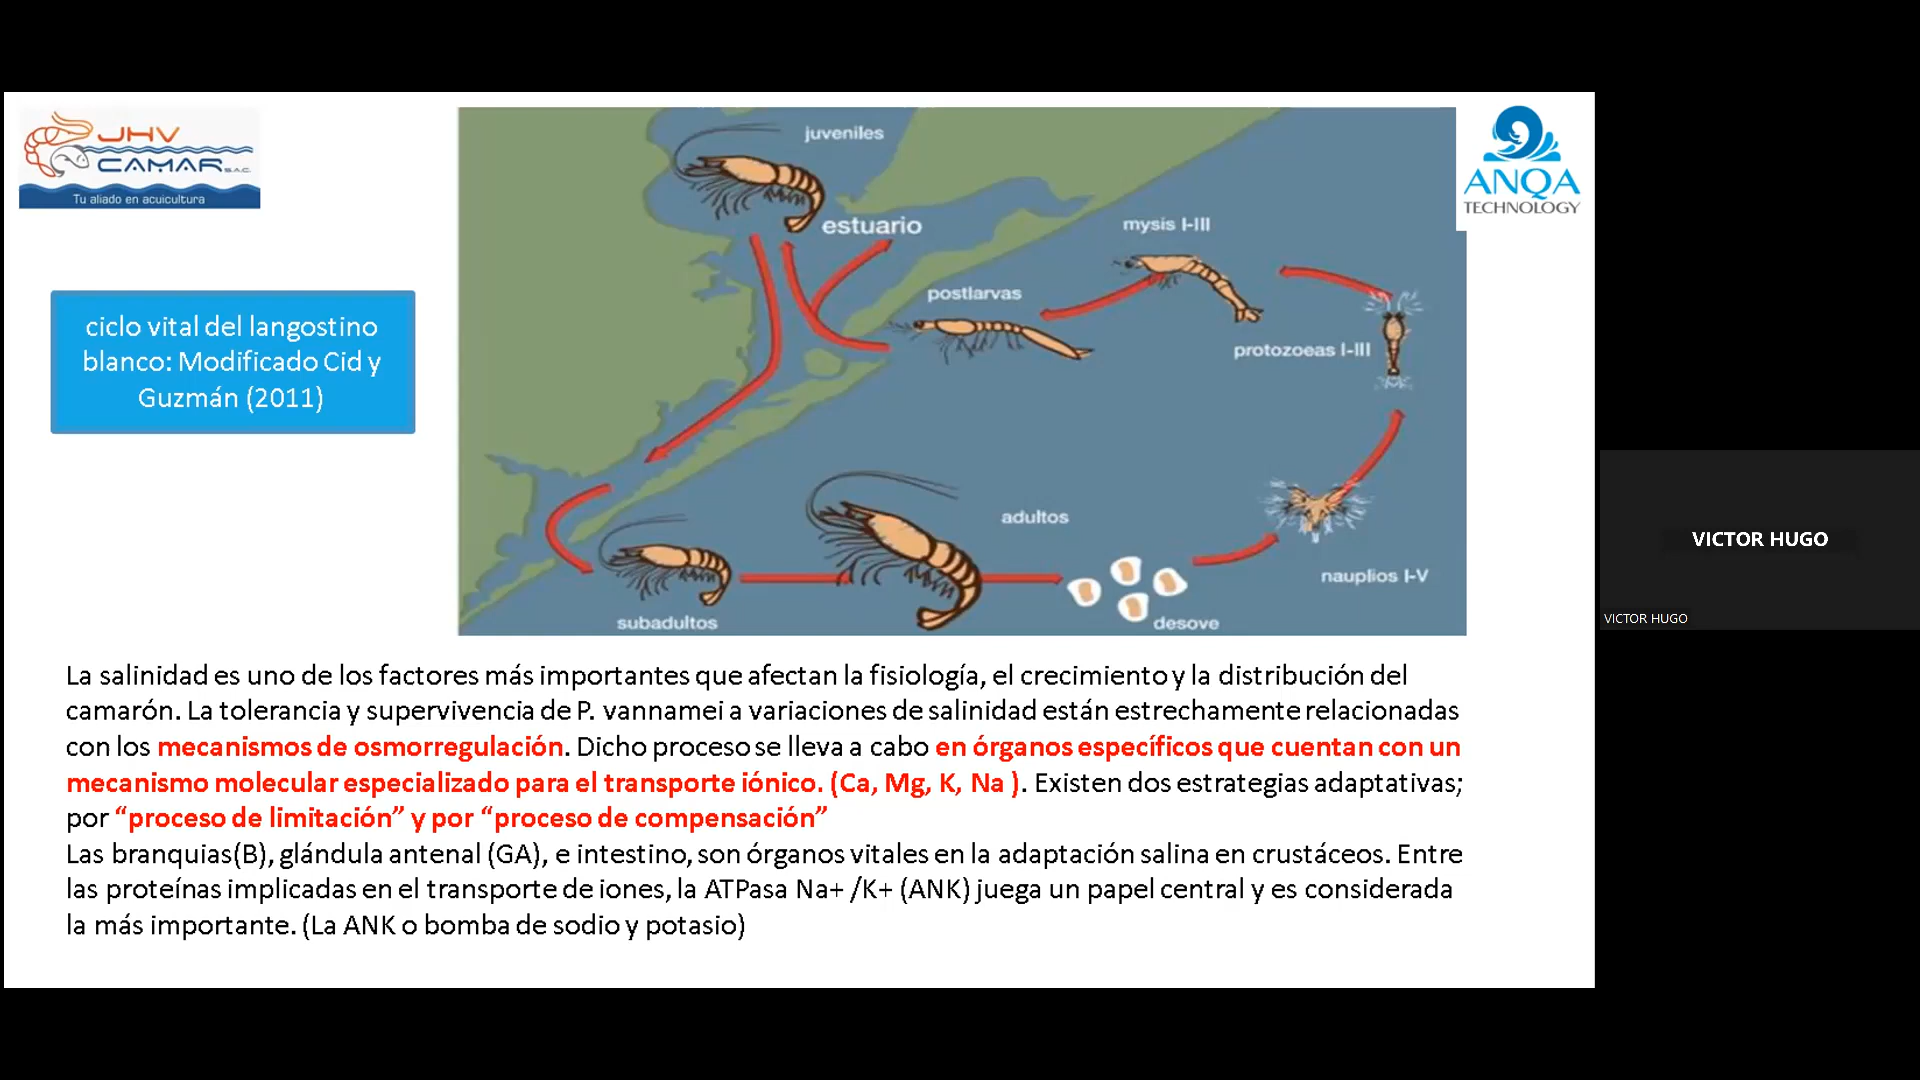 JHV
CAMAR S.A.C.
Tu aliado en acuicultura
ANQA
TECHNOLOGY
ciclo vital del langostino
blanco: Modificado Cid y
Guzmán (2011)
juveniles
estuario
mysis I-III
postlarvas
protozoeas I-III
adultos
nauplios I-V
subadultos
desove
VICTOR HUGO
VICTOR HUGO
La salinidad es uno de los factores más importantes que afectan la fisiología, el crecimiento y la distribución del
camarón. La tolerancia y supervivencia de P. vannamei a variaciones de salinidad están estrechamente relacionadas
con los mecanismos de osmorregulación. Dicho proceso se lleva a cabo en órganos específicos que cuentan con un
mecanismo molecular especializado para el transporte iónico. (Ca, Mg, K, Na ). Existen dos estrategias adaptativas;
por “proceso de limitación” y por “proceso de compensación”
Las branquias(B), glándula antenal (GA), e intestino, son órganos vitales en la adaptación salina en crustáceos. Entre
las proteínas implicadas en el transporte de iones, la ATPasa Na+ /K+ (ANK) juega un papel central y es considerada
la más importante. (La ANK o bomba de sodio y potasio)